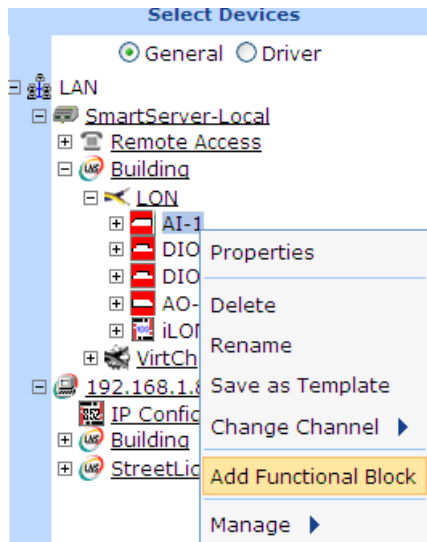 Select Devices
General Driver
LAN
SmartServer-Local
Remote Access
Building
LON
AI-1
DIO
DIO
AO-
iLON
VirtCh
192.168.1.8
IP Config
Building
StreetLig
Properties
Delete
Rename
Save as Template
Change Channel
Add Functional Block
Manage